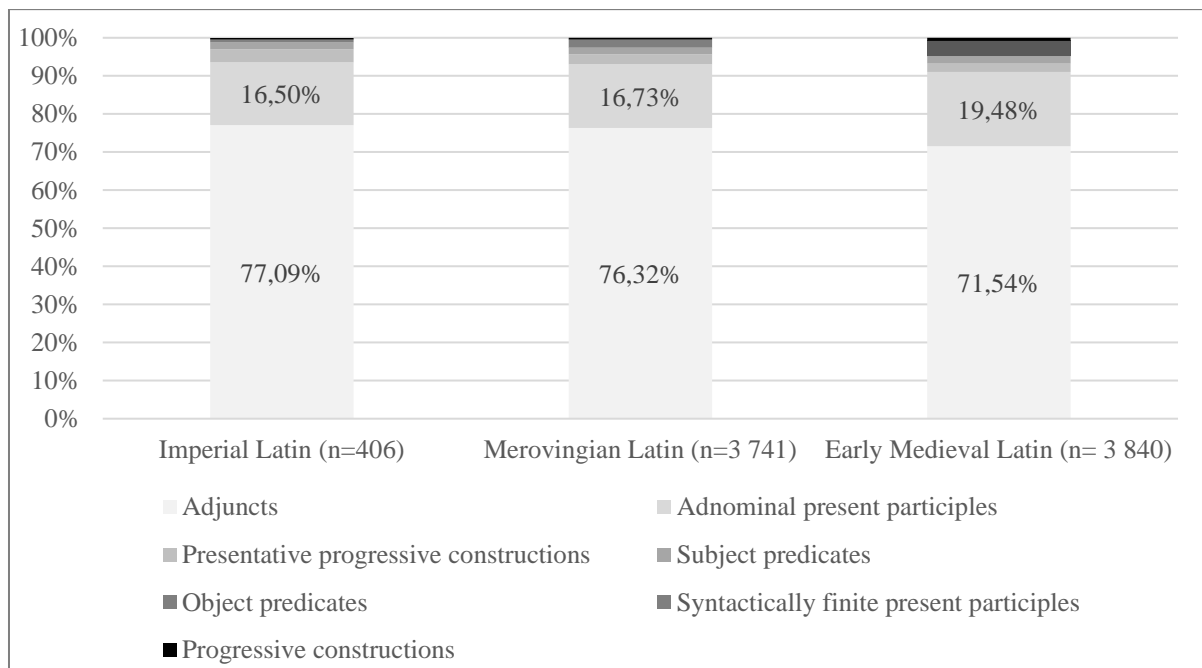 100%
90%
80%
70%
60%
50%
40%
30%
20%
10%
0%
16,50%
16,73%
19,48%
77,09%
76,32%
71,54%
Imperial Latin (n=406)
Merovingian Latin (n=3 741)
Early Medieval Latin (n= 3 840)
Adjuncts
Adnominal present participles
Presentative progressive constructions
Subject predicates
Object predicates
Syntactically finite present participles
Progressive constructions